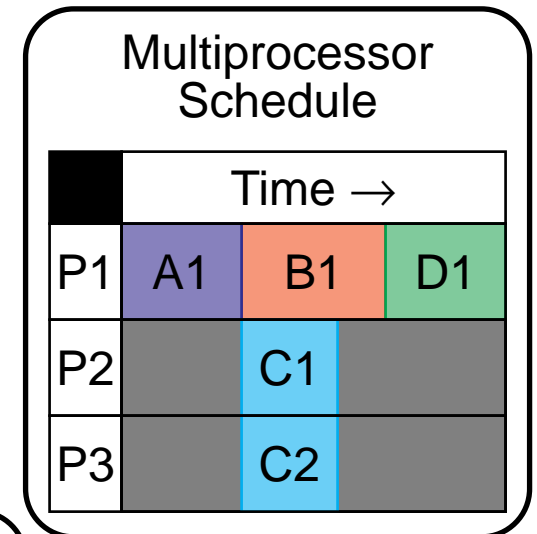 Multiprocessor
Schedule
Time →
P1 A1 B1 D1
P2 C1
P3 C2